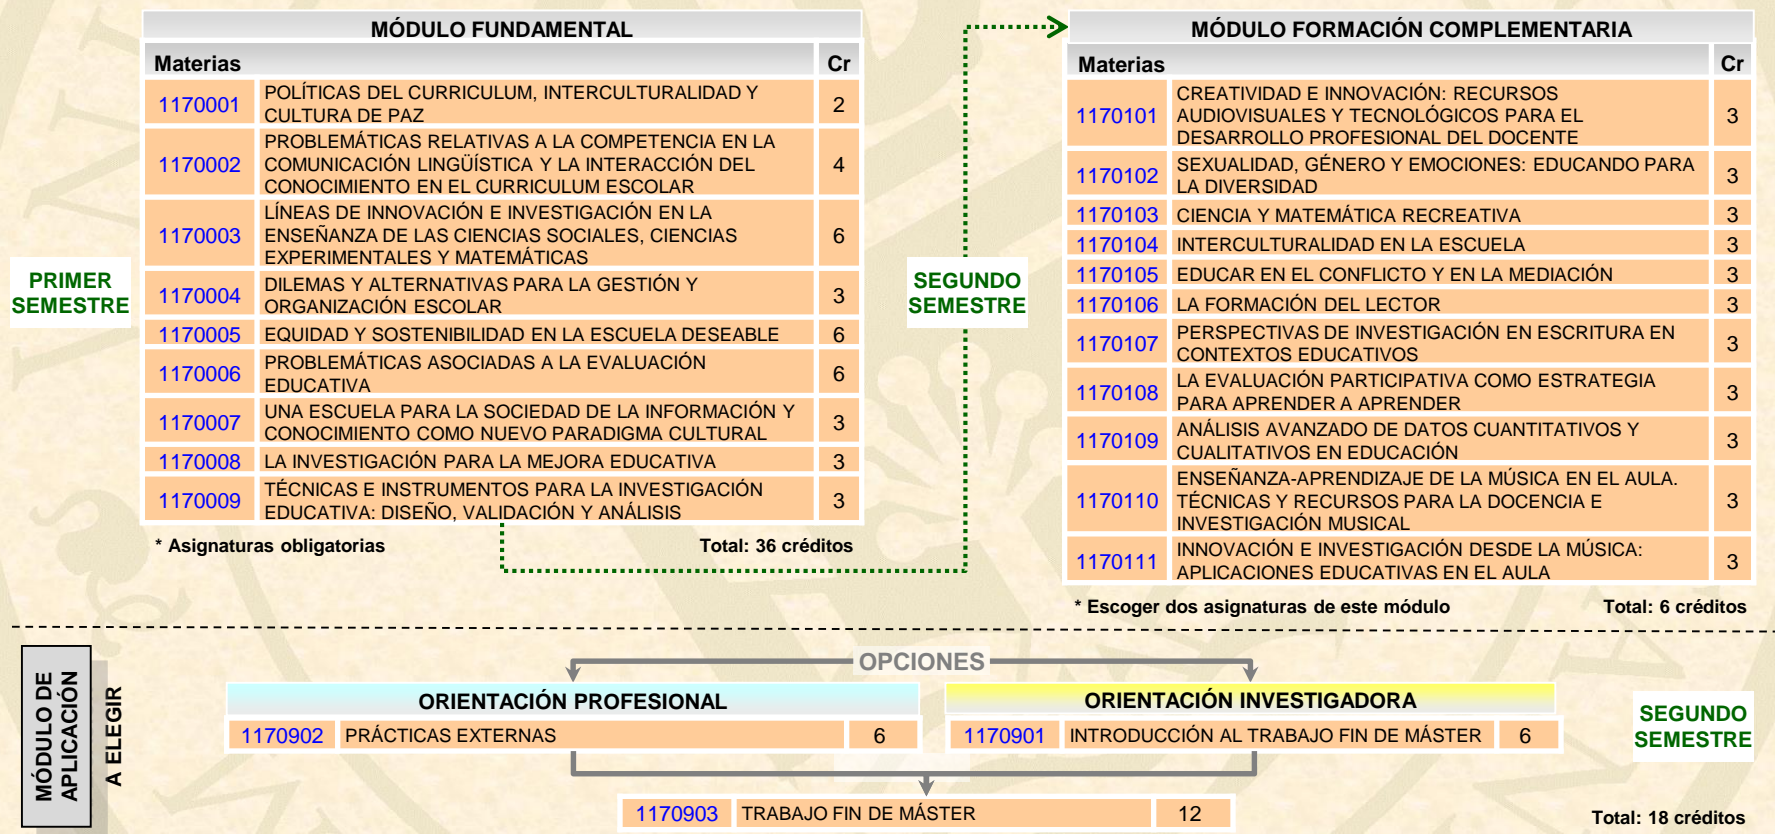 MÓDULO FUNDAMENTAL
Materias Cr
1170001 POLÍTICAS DEL CURRICULUM, INTERCULTURALIDAD Y
CULTURA DE PAZ 2
1170002 PROBLEMÁTICAS RELATIVAS A LA COMPETENCIA EN LA
COMUNICACIÓN LINGÜÍSTICA Y LA INTERACCIÓN DEL
CONOCIMIENTO EN EL CURRICULUM ESCOLAR 4
1170003 LÍNEAS DE INNOVACIÓN E INVESTIGACIÓN EN LA
ENSEÑANZA DE LAS CIENCIAS SOCIALES, CIENCIAS
EXPERIMENTALES Y MATEMÁTICAS 6
1170004 DILEMAS Y ALTERNATIVAS PARA LA GESTIÓN Y
ORGANIZACIÓN ESCOLAR 3
1170005 EQUIDAD Y SOSTENIBILIDAD EN LA ESCUELA DESEABLE 6
1170006 PROBLEMÁTICAS ASOCIADAS A LA EVALUACIÓN
EDUCATIVA 6
1170007 UNA ESCUELA PARA LA SOCIEDAD DE LA INFORMACIÓN Y
CONOCIMIENTO COMO NUEVO PARADIGMA CULTURAL 3
1170008 LA INVESTIGACIÓN PARA LA MEJORA EDUCATIVA 3
1170009 TÉCNICAS E INSTRUMENTOS PARA LA INVESTIGACIÓN
EDUCATIVA: DISEÑO, VALIDACIÓN Y ANÁLISIS 3
* Asignaturas obligatorias Total: 36 créditos
PRIMER
SEMESTRE
SEGUNDO
SEMESTRE
MÓDULO FORMACIÓN COMPLEMENTARIA
Materias Cr
1170101 CREATIVIDAD E INNOVACIÓN: RECURSOS
AUDIOVISUALES Y TECNOLÓGICOS PARA EL
DESARROLLO PROFESIONAL DEL DOCENTE 3
1170102 SEXUALIDAD, GÉNERO Y EMOCIONES: EDUCANDO PARA
LA DIVERSIDAD 3
1170103 CIENCIA Y MATEMÁTICA RECREATIVA 3
1170104 INTERCULTURALIDAD EN LA ESCUELA 3
1170105 EDUCAR EN EL CONFLICTO Y EN LA MEDIACIÓN 3
1170106 LA FORMACIÓN DEL LECTOR 3
1170107 PERSPECTIVAS DE INVESTIGACIÓN EN ESCRITURA EN
CONTEXTOS EDUCATIVOS 3
1170108 LA EVALUACIÓN PARTICIPATIVA COMO ESTRATEGIA
PARA APRENDER A APRENDER 3
1170109 ANÁLISIS AVANZADO DE DATOS CUANTITATIVOS Y
CUALITATIVOS EN EDUCACIÓN 3
1170110 ENSEÑANZA-APRENDIZAJE DE LA MÚSICA EN EL AULA.
TÉCNICAS Y RECURSOS PARA LA DOCENCIA E
INVESTIGACIÓN MUSICAL 3
1170111 INNOVACIÓN E INVESTIGACIÓN DESDE LA MÚSICA:
APLICACIONES EDUCATIVAS EN EL AULA 3
* Escoger dos asignaturas de este módulo Total: 6 créditos
MÓDULO DE
APLICACIÓN
A ELEGIR
OPCIONES
ORIENTACIÓN PROFESIONAL
1170902 PRÁCTICAS EXTERNAS 6
ORIENTACIÓN INVESTIGADORA
1170901 INTRODUCCIÓN AL TRABAJO FIN DE MÁSTER 6
SEGUNDO
SEMESTRE
1170903 TRABAJO FIN DE MÁSTER 12
Total: 18 créditos